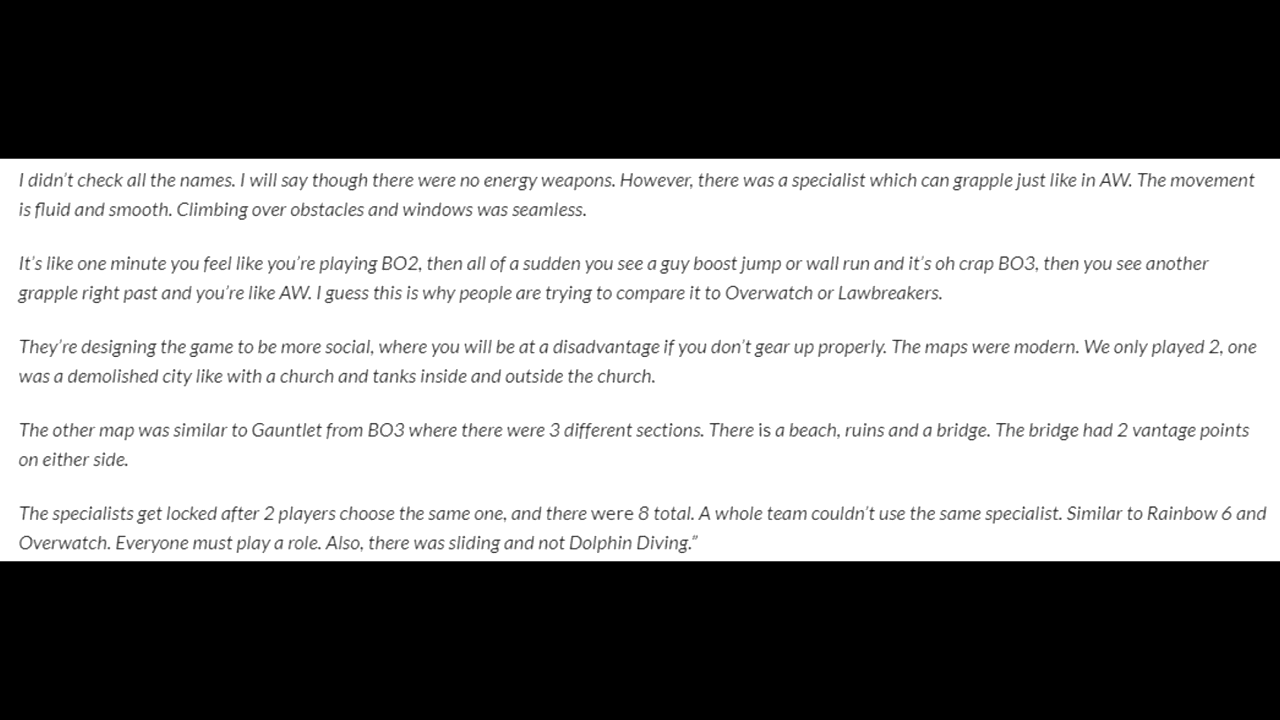 I didn’t check all the names. I will say though there were no energy weapons. However, there was a specialist which can grapple just like in AW. The movement
is fluid and smooth. Climbing over obstacles and windows was seamless.
It’s like one minute you feel like you’re playing BO2, then all of a sudden you see a guy boost jump or wall run and it’s oh crap BO3, then you see another
grapple right past and you’re like AW. I guess this is why people are trying to compare it to Overwatch or Lawbreakers.
They’re designing the game to be more social, where you will be at a disadvantage if you don’t gear up properly. The maps were modern. We only played 2, one
was a demolished city like with a church and tanks inside and outside the church.
The other map was similar to Gauntlet from BO3 where there were 3 different sections. There is a beach, ruins and a bridge. The bridge had 2 vantage points
on either side.
The specialists get locked after 2 players choose the same one, and there were 8 total. A whole team couldn’t use the same specialist. Similar to Rainbow 6 and
Overwatch. Everyone must play a role. Also, there was sliding and not Dolphin Diving.”